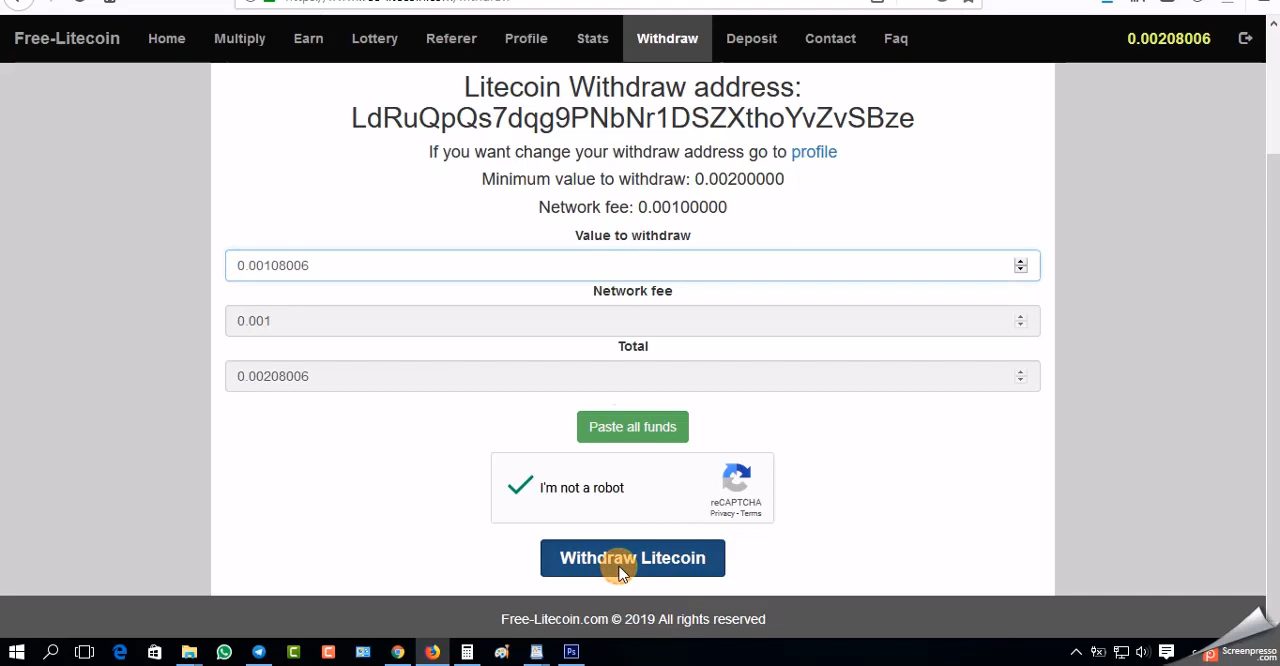 Free-Litecoin Home Multiply Earn Lottery Referer Profile Stats Withdraw Deposit Contact Faq 0.00208006
Litecoin Withdraw address:
LdRuQpQs7dqg9PNbNr1DSZXthoYvZvSBze
If you want change your withdraw address go to profile
Minimum value to withdraw: 0.00200000
Network fee: 0.00100000
Value to withdraw
0.00108006
Network fee
0.001
Total
0.00208006
Paste all funds
I'm not a robot
reCAPTCHA
Privacy - Terms
Withdraw Litecoin
Free-Litecoin.com © 2019 All rights reserved
Screenpresso
.com